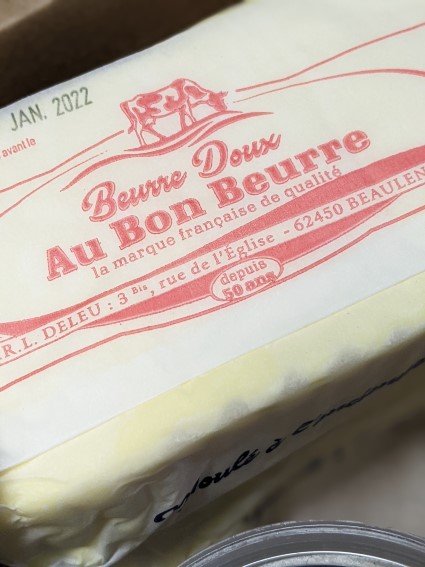 JAN. 2022
avant le
Beurre Doux
Au Bon Beurre
la marque française de qualité
R.L. DELEU : 3 Bis, rue de l'Église - 62450 BEAULEN
depuis
50 ans
Moulé à